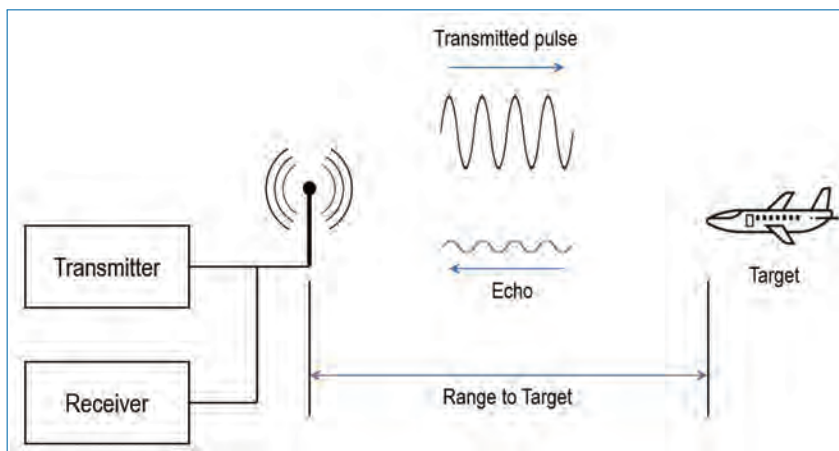 Transmitted pulse
Transmitter
Echo
Target
Receiver
Range to Target